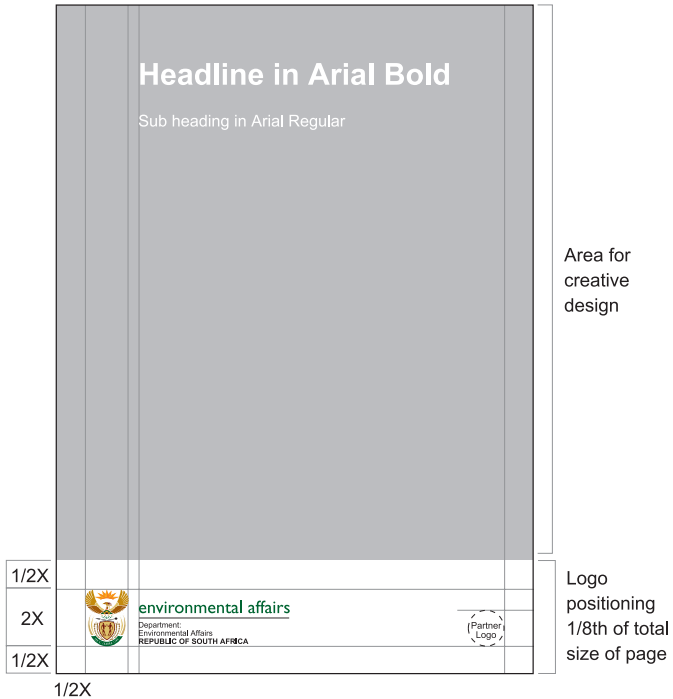 Headline in Arial Bold
Sub heading in Arial Regular
Area for
creative
design
1/2X
2X
1/2X
environmental affairs
Department:
Environmental Affairs
REPUBLIC OF SOUTH AFRICA
Partner
Logo
Logo
positioning
1/8th of total
size of page
1/2X